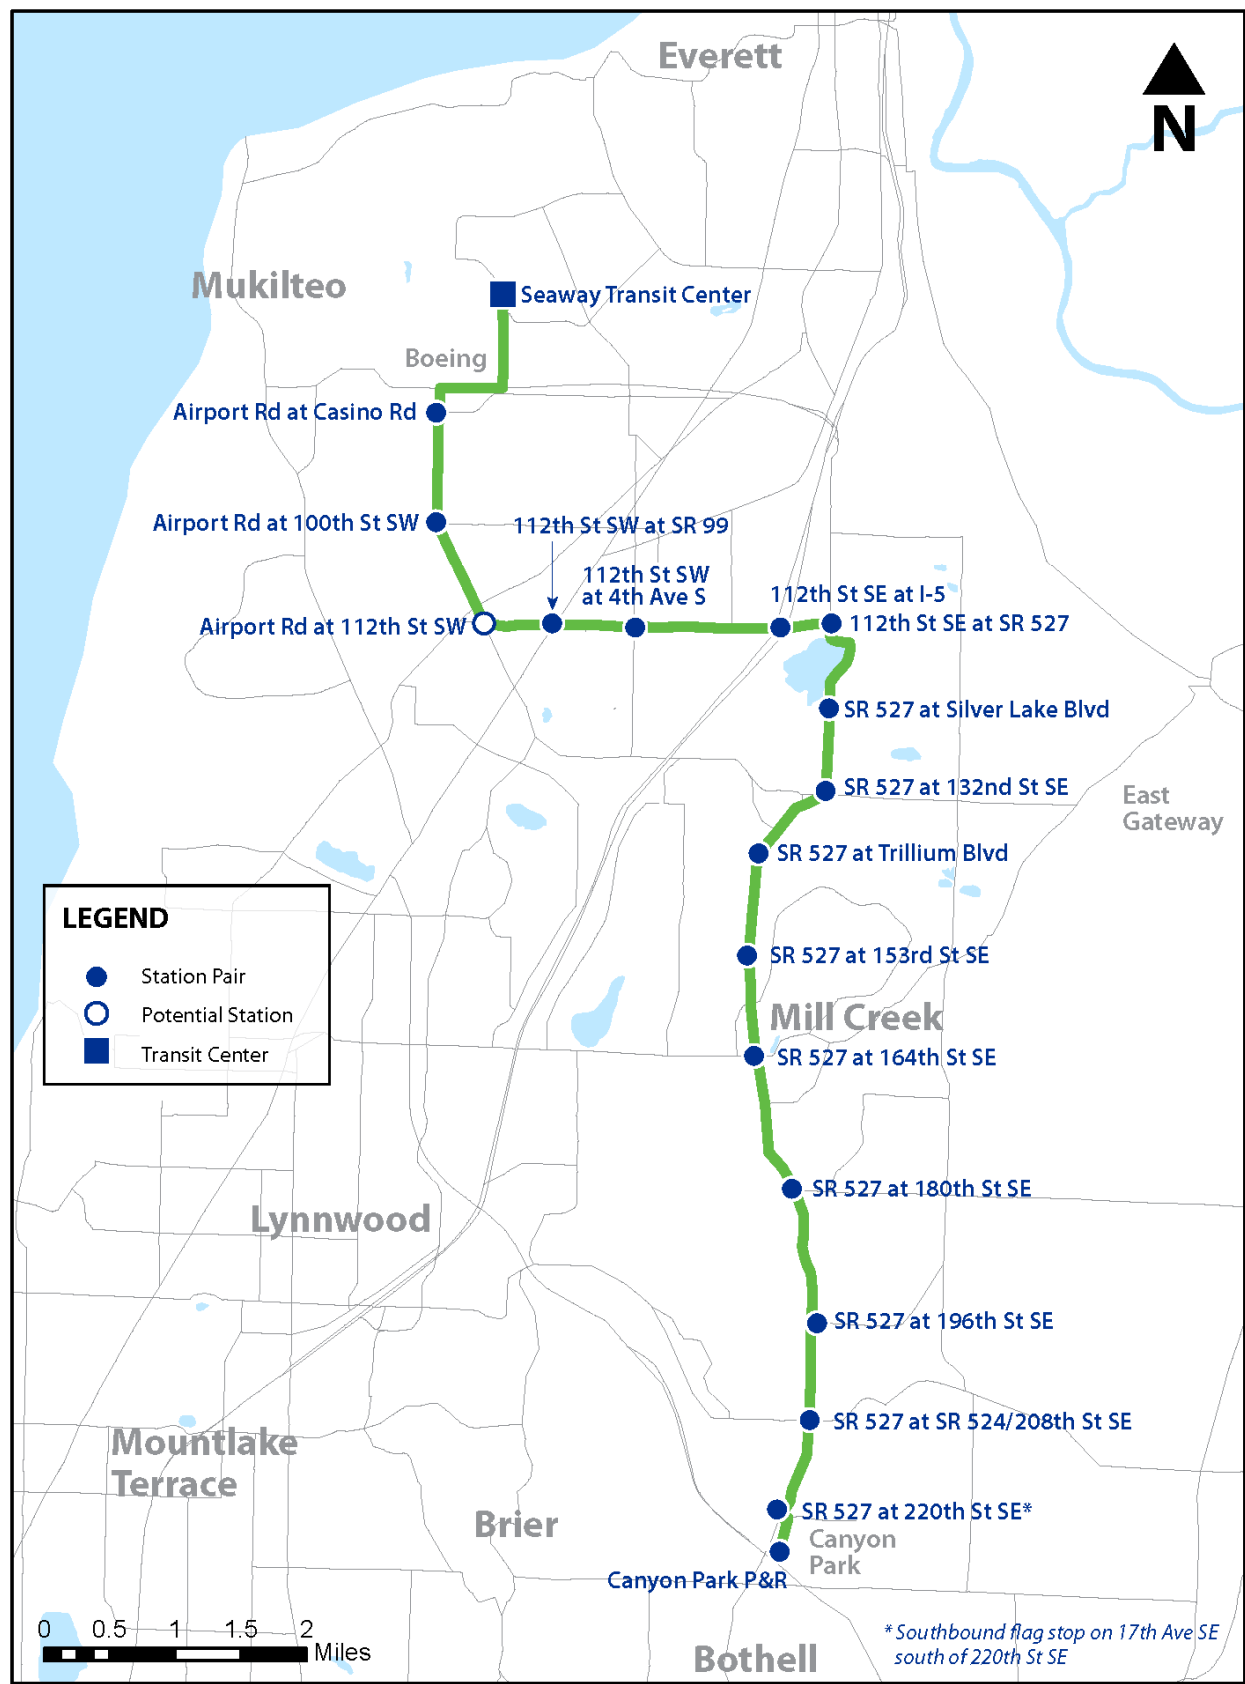 Everett
N
Mukilteo
Seaway Transit Center
Boeing
Airport Rd at Casino Rd
Airport Rd at 100th St SW
112th St SW at SR 99
112th St SW
at 4th Ave S
112th St SE at I-5
Airport Rd at 112th St SW
112th St SE at SR 527
SR 527 at Silver Lake Blvd
SR 527 at 132nd St SE
East
Gateway
SR 527 at Trillium Blvd
LEGEND
Station Pair
Potential Station
Transit Center
SR 527 at 153rd St SE
Mill Creek
SR 527 at 164th St SE
SR 527 at 180th St SE
Lynnwood
SR 527 at 196th St SE
SR 527 at SR 524/208th St SE
Mountlake
Terrace
SR 527 at 220th St SE*
Brier
Canyon
Park
Canyon Park P&R
0 0.5 1 1.5 2
Miles
* Southbound flag stop on 17th Ave SE
south of 220th St SE
Bothell